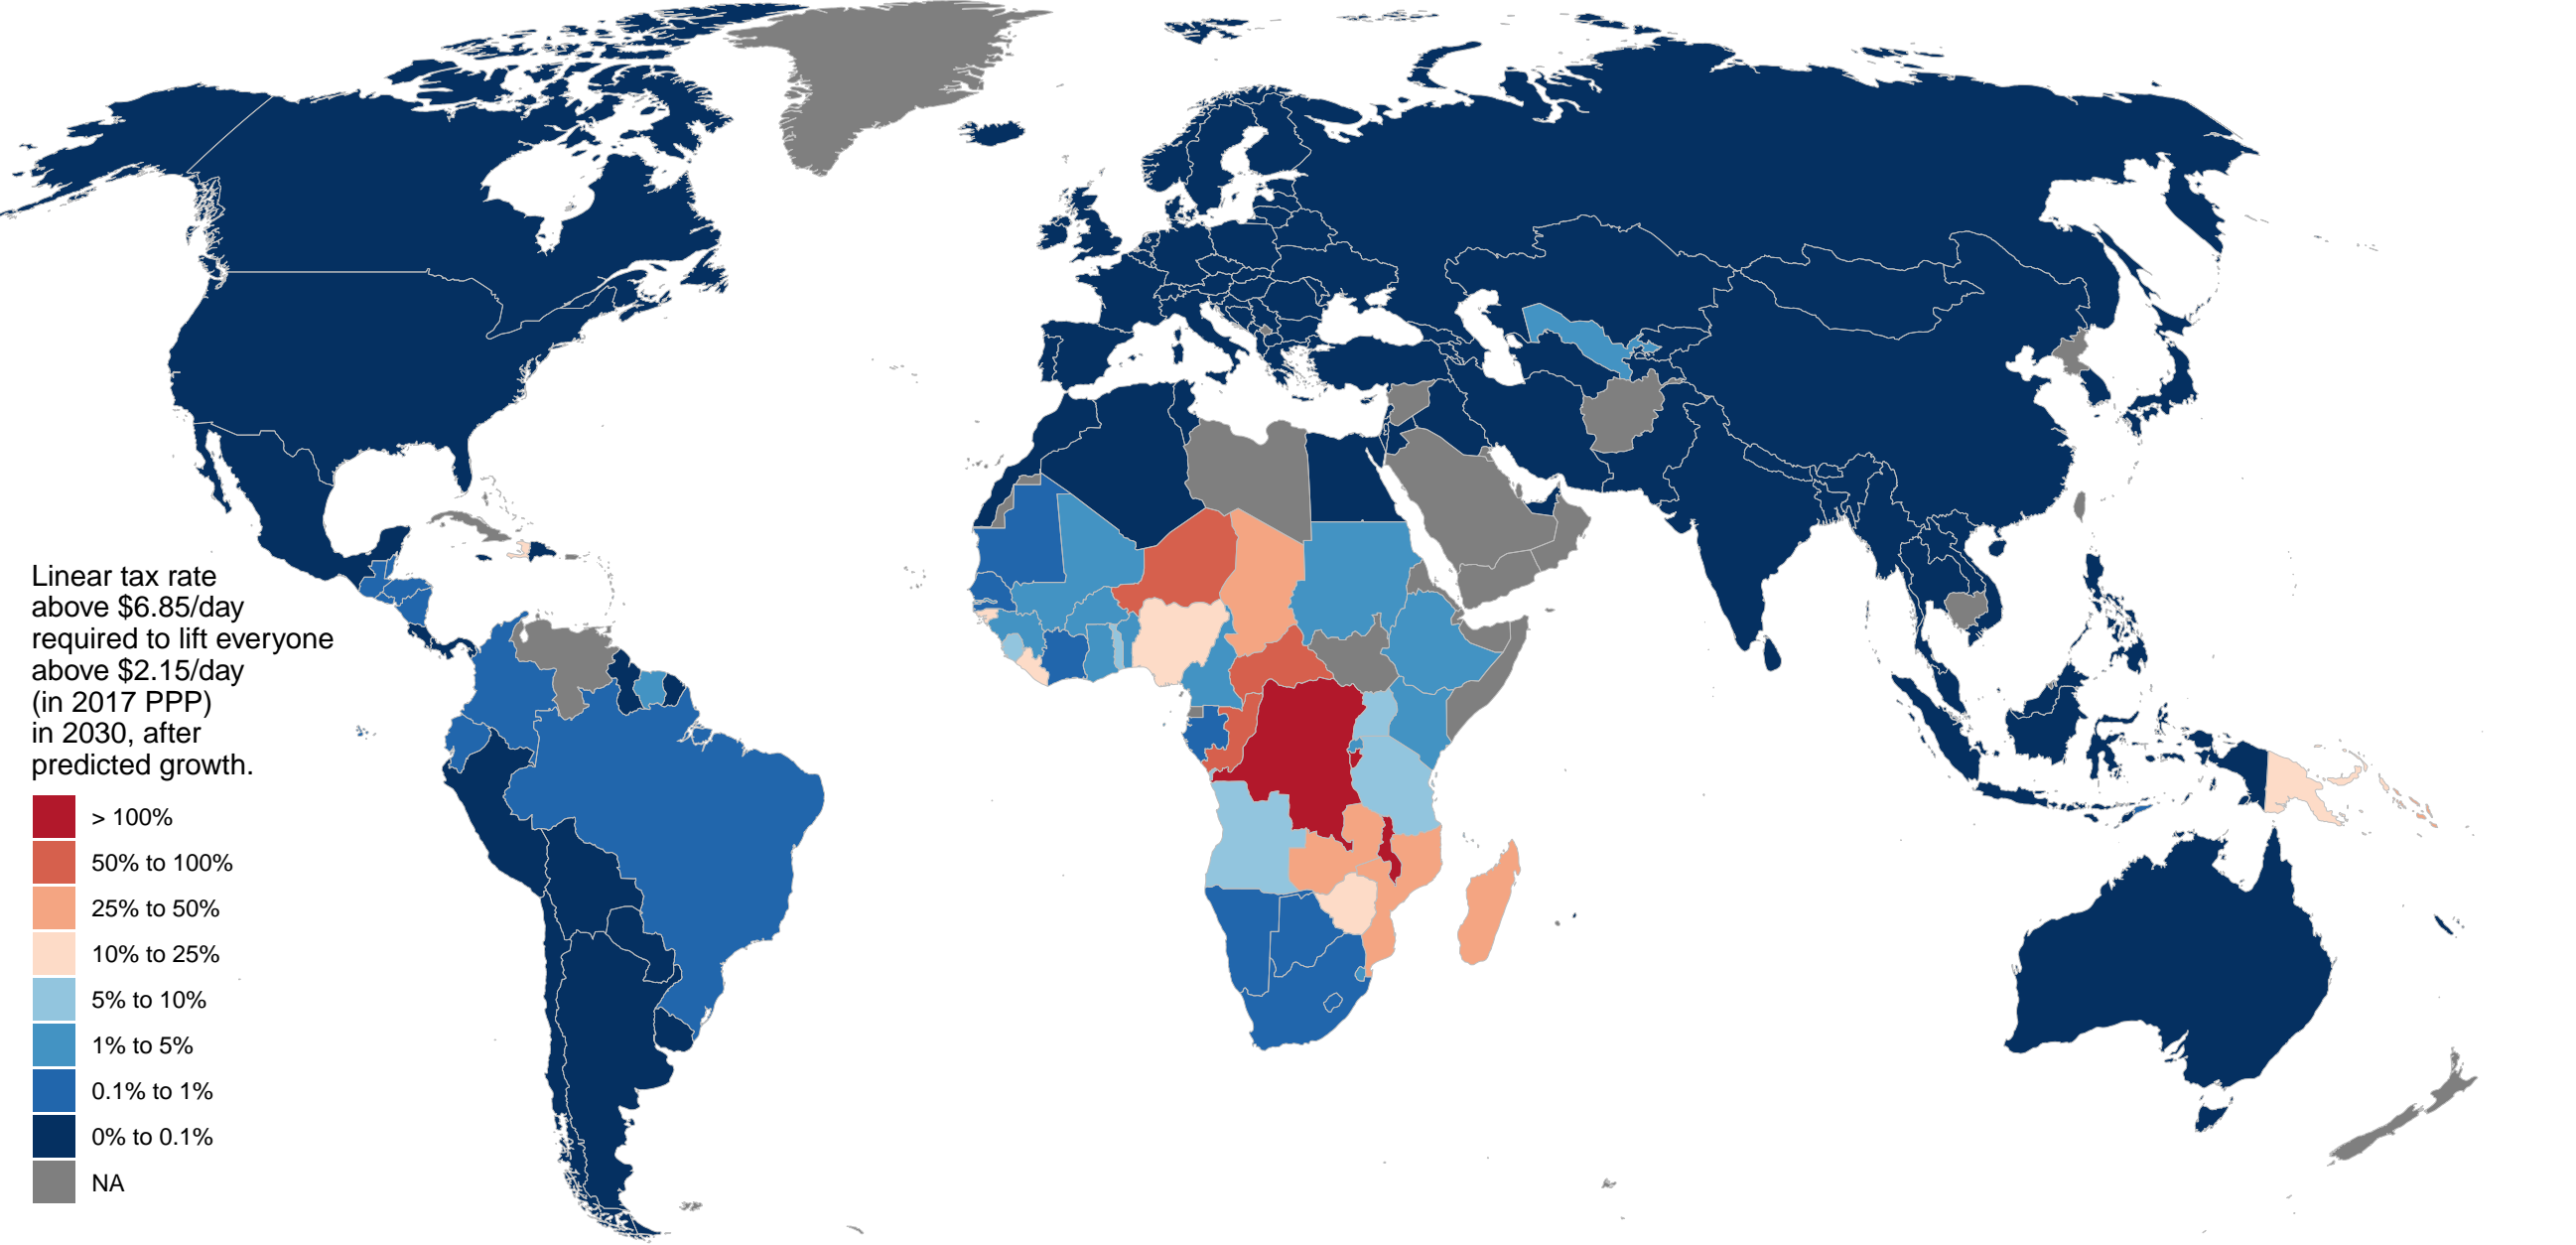 Linear tax rate
above $6.85/day
required to lift everyone
above $2.15/day
(in 2017 PPP)
in 2030, after
predicted growth.
> 100%
50% to 100%
25% to 50%
10% to 25%
5% to 10%
1% to 5%
0.1% to 1%
0% to 0.1%
NA